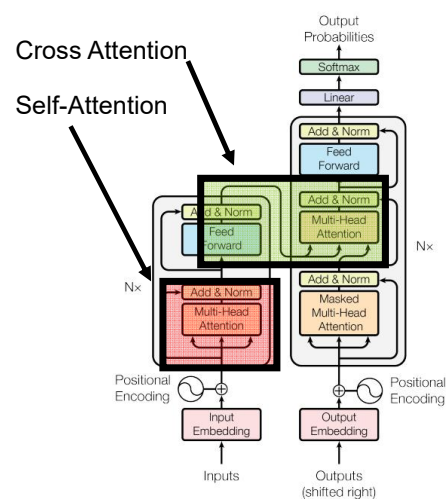 Cross Attention
Self-Attention
Output
Probabilities
Softmax
Linear
Add & Norm
Feed
Forward
Add & Norm
Multi-Head
Attention
Add & Norm
Feed
Forward
N×
Add & Norm
Multi-Head
Attention
Add & Norm
Masked
Multi-Head
Attention
N×
Positional
Encoding
Positional
Encoding
Input
Embedding
Output
Embedding
Inputs
Outputs
(shifted right)